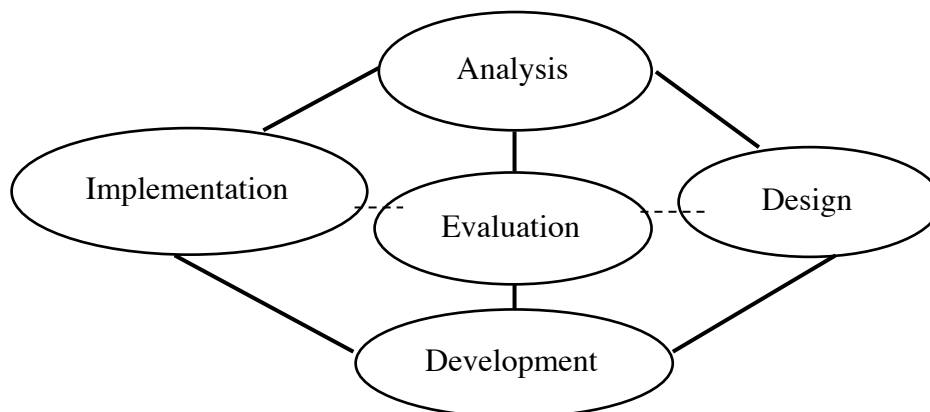 Analysis
Implementation
Design
Evaluation
Development